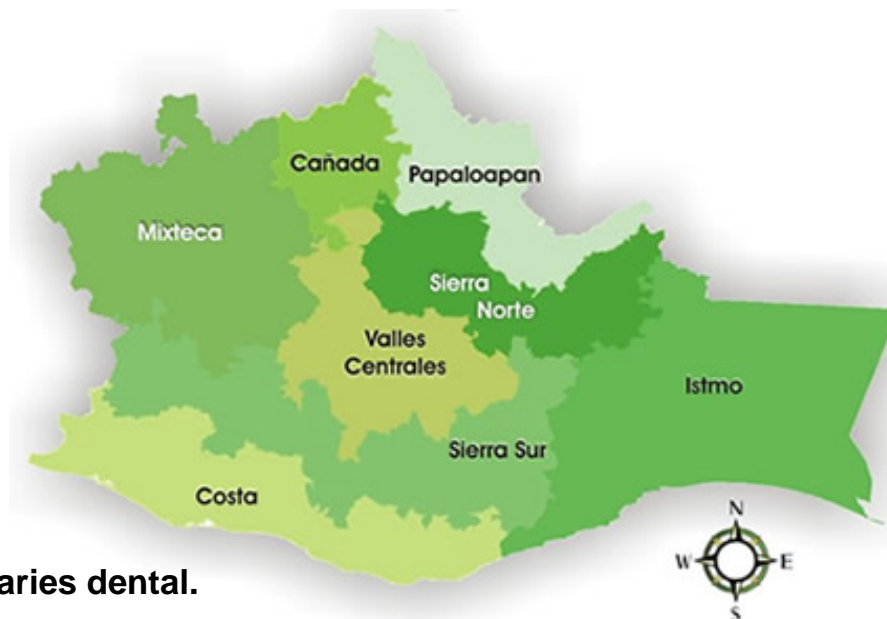 Cañada
Papaloapan
Mixteca
Sierra
Norte
Valles
Centrales
Istmo
Sierra Sur
Costa
N
W
E
S
aries dental.